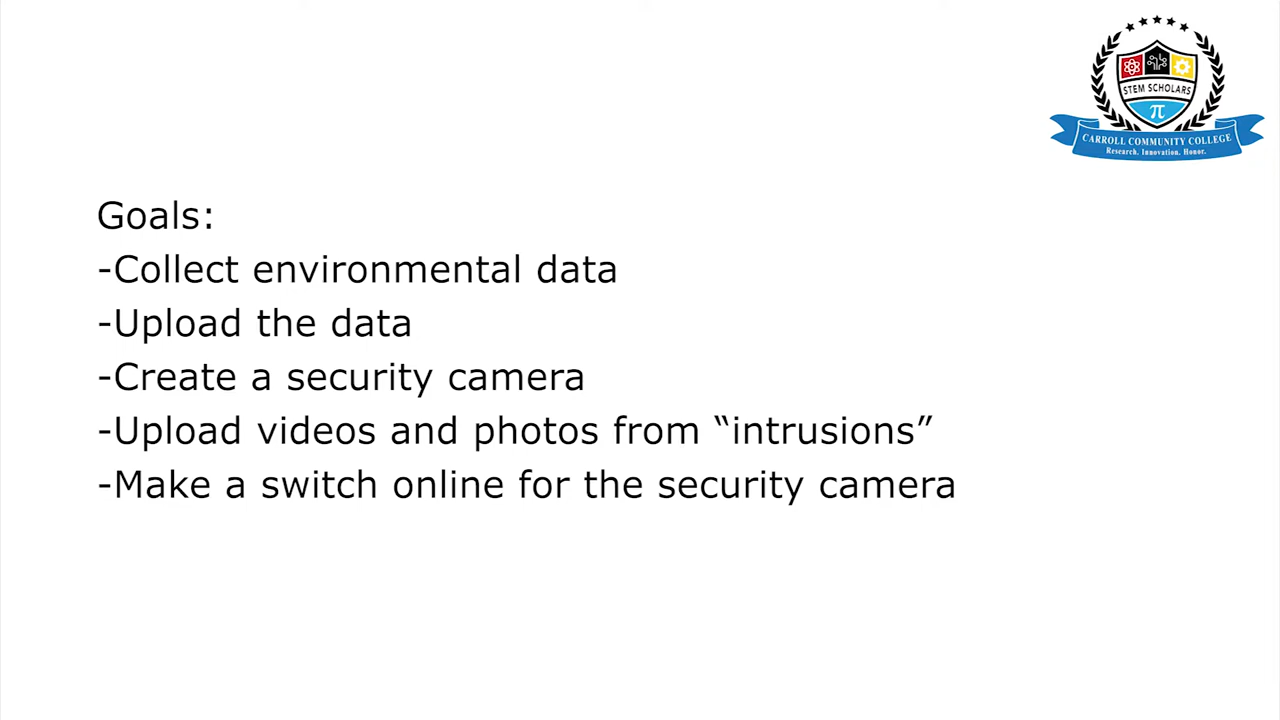 STEM SCHOLARS
π
CARROLL COMMUNITY COLLEGE
Research. Innovation. Honor.
Goals:
-Collect environmental data
-Upload the data
-Create a security camera
-Upload videos and photos from “intrusions”
-Make a switch online for the security camera